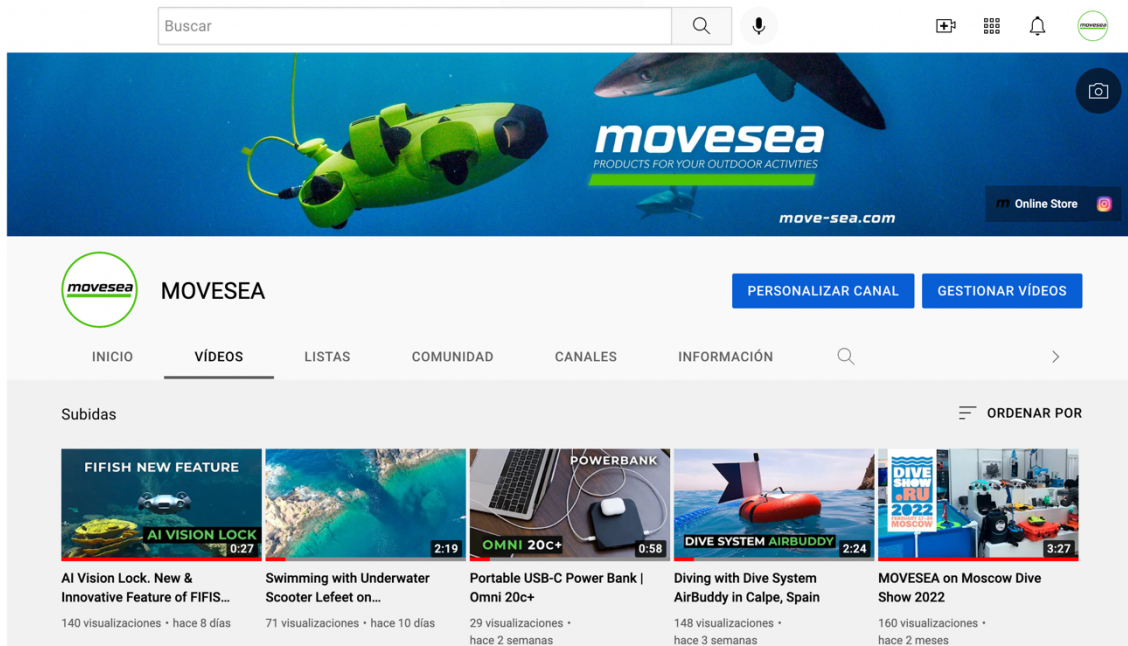 Buscar
movesea
movesea
PRODUCTS FOR YOUR OUTDOOR ACTIVITIES
m Online Store
move-sea.com
movesea
MOVESEA
PERSONALIZAR CANAL
GESTIONAR VÍDEOS
INICIO VÍDEOS LISTAS COMUNIDAD CANALES INFORMACIÓN
Subidas
ORDENAR POR
FIFISH NEW FEATURE
AI VISION LOCK
0:27
AI Vision Lock. New &
Innovative Feature of FIFIS...
140 visualizaciones • hace 8 días
2:19
Swimming with Underwater
Scooter Lefeet on...
71 visualizaciones • hace 10 días
POWERBANK
OMNI 20C+
0:58
Portable USB-C Power Bank |
Omni 20c+
29 visualizaciones •
hace 2 semanas
DIVE SYSTEM AIRBUDDY
2:24
Diving with Dive System
AirBuddy in Calpe, Spain
148 visualizaciones •
hace 3 semanas
DIVE
SHOW
.RU
2022
MOSCOW
3:27
MOVESEA on Moscow Dive
Show 2022
160 visualizaciones •
hace 2 meses